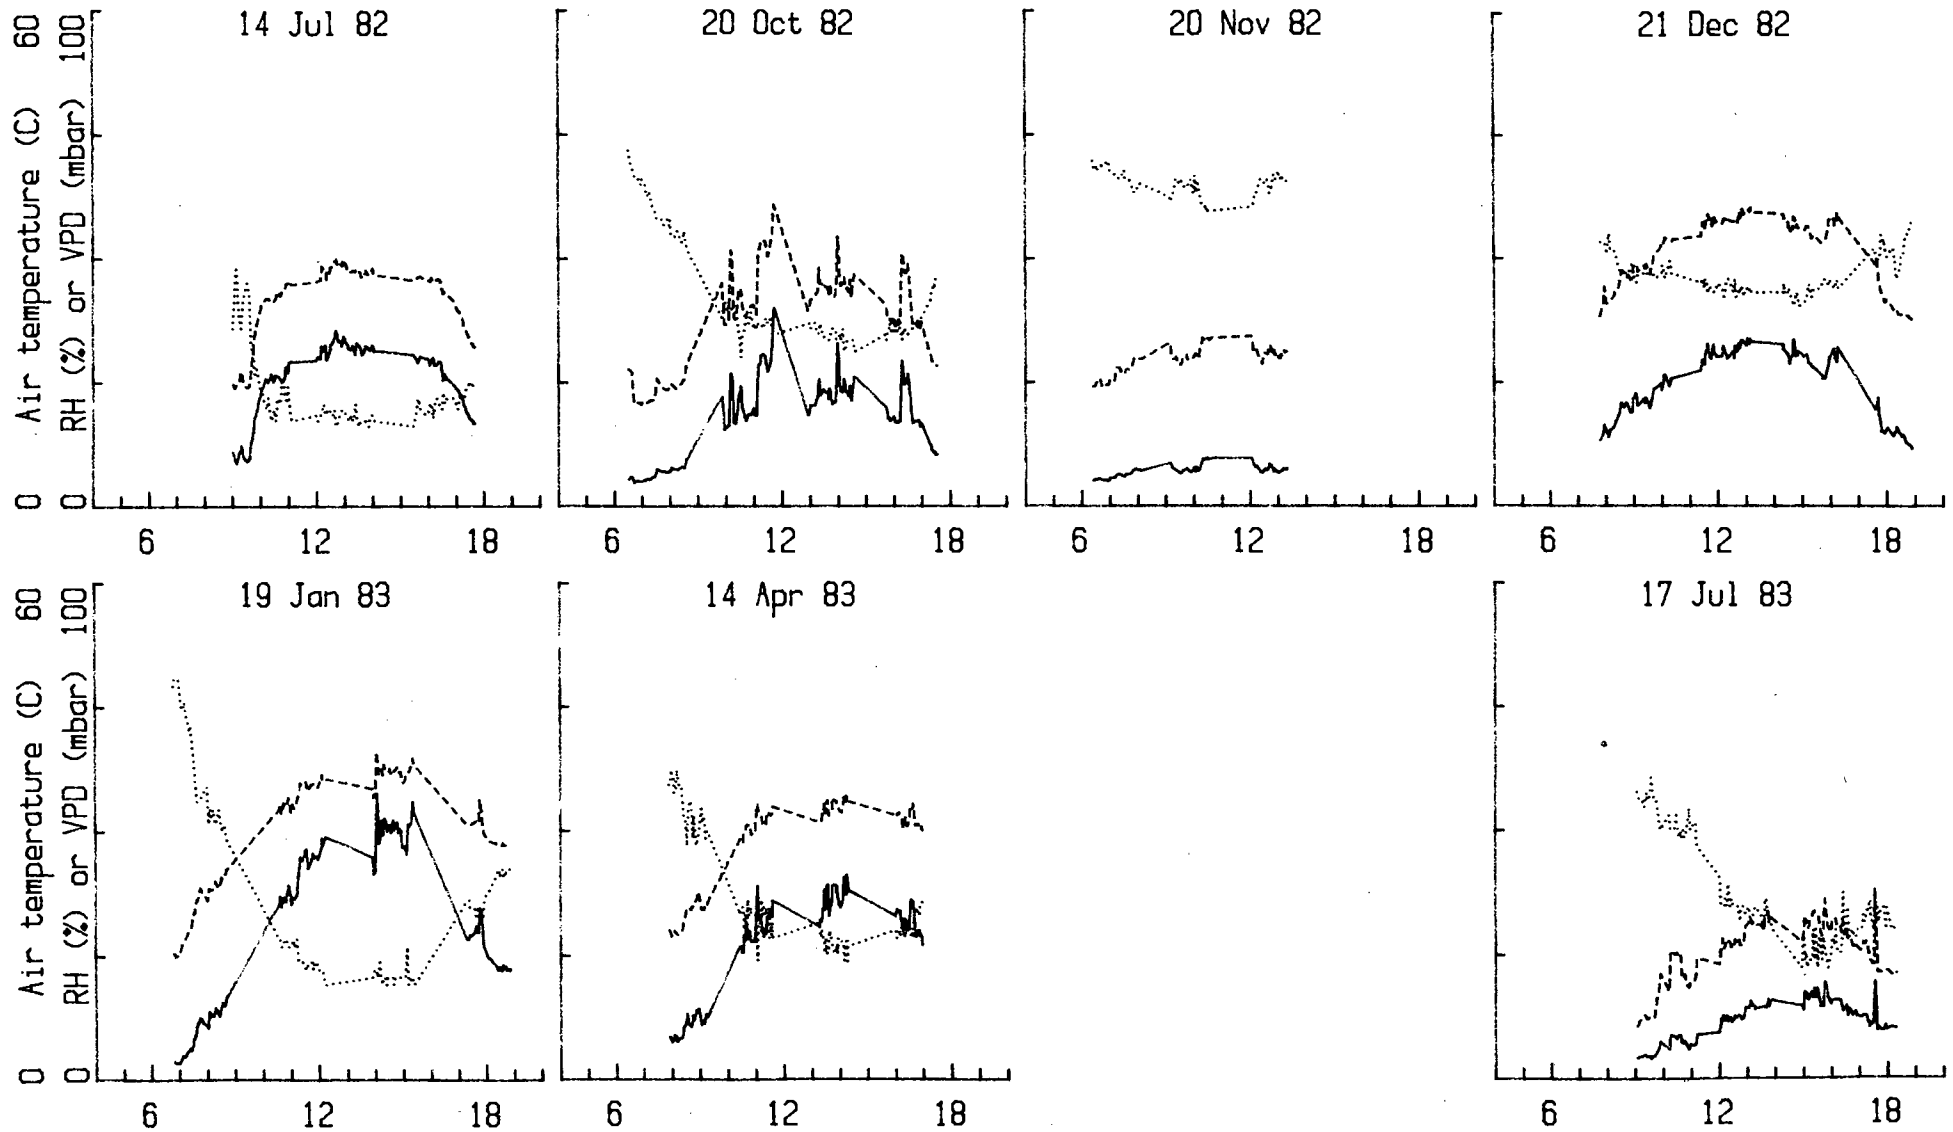 14 Jul 82
20 Oct 82
20 Nov 82
21 Dec 82
0 Air temperature (C) 60
0 RH (%) or VPD (mbar) 100
6 12 18
6 12 18
6 12 18
6 12 18
19 Jan 83
14 Apr 83
17 Jul 83
0 Air temperature (C) 60
0 RH (%) or VPD (mbar) 100
6 12 18
6 12 18
6 12 18